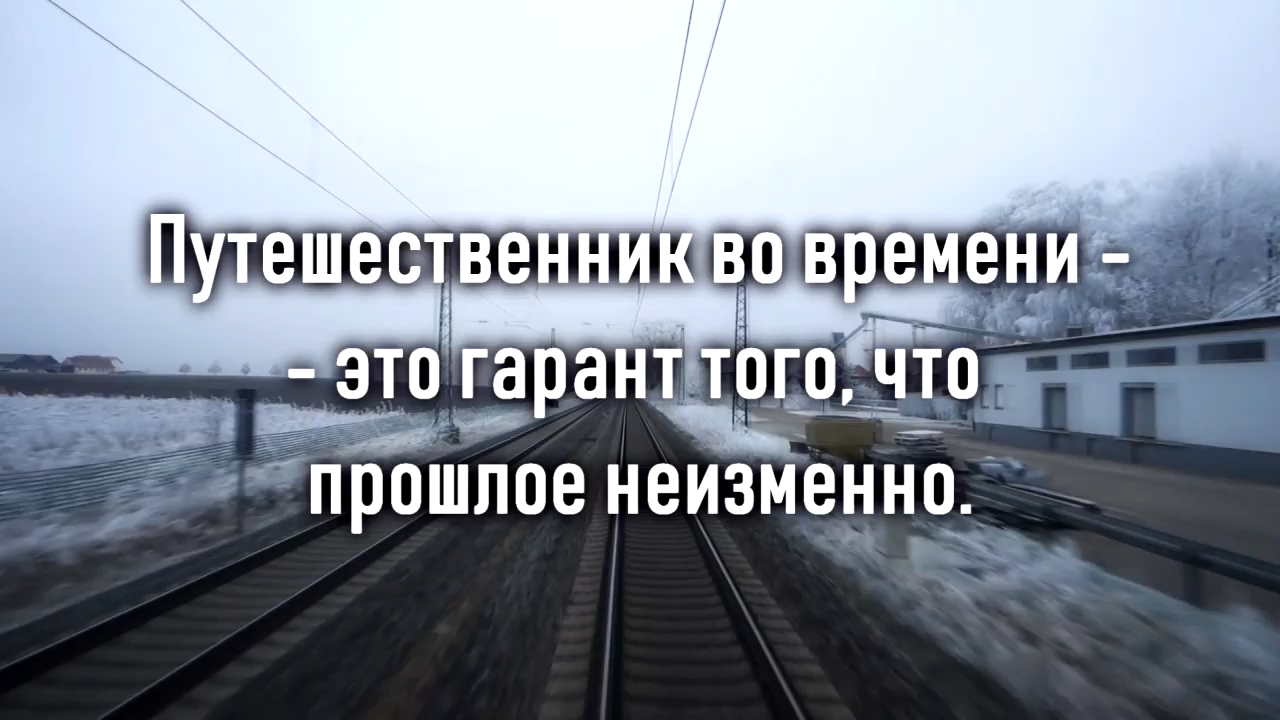 Путешественник во времени -
- это гарант того, что
прошлое неизменно.